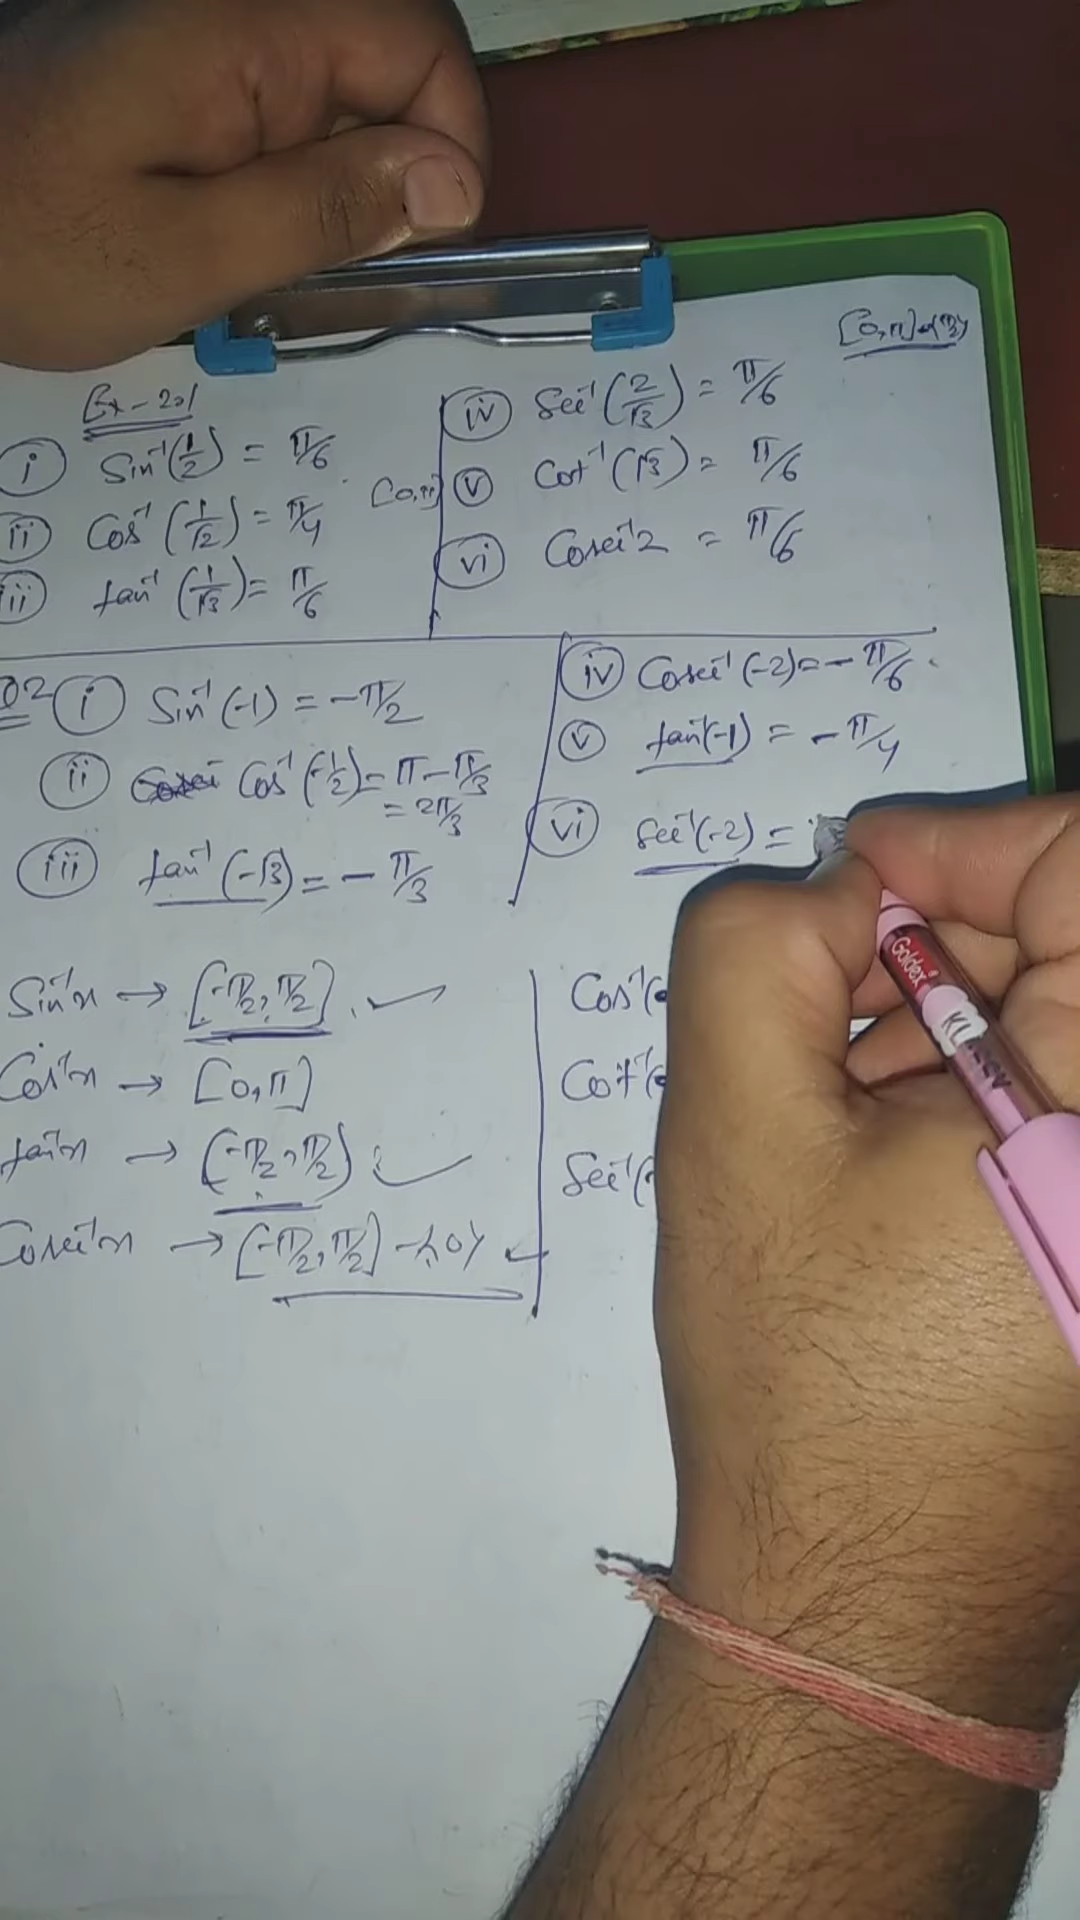 [0,π]-{π/2}
Ex-2.1
i sin⁻¹(1/2) = π/6
ii Cos⁻¹(1/√2) = π/4
[0,π]
iii tan⁻¹(1/√3) = π/6
iv Sec⁻¹(2/√3) = π/6
v Cot⁻¹(√3) = π/6
vi Cosec⁻¹2 = π/6
Q2 i Sin⁻¹(-1) = -π/2
ii Cos⁻¹(-1/2) = π - π/3
= 2π/3
iii tan⁻¹(-√3) = - π/3
iv Cosec⁻¹(-2) = - π/6
v tan⁻¹(-1) = - π/4
vi Sec⁻¹(-2) =
Sin⁻¹x → [-π/2, π/2]
Cos⁻¹x → [0,π]
tan⁻¹x → (-π/2, π/2)
Cosec⁻¹x → [-π/2, π/2] - {0}
Cos⁻¹(
Cot⁻¹(
Sec⁻¹(
Goldex